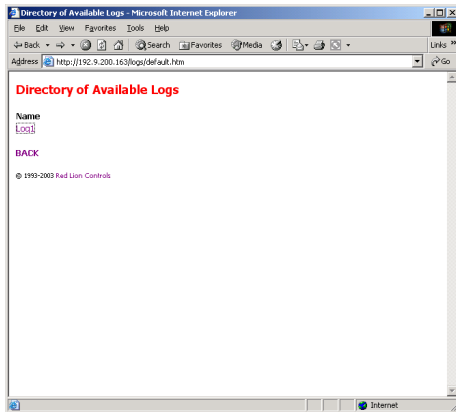 Directory of Available Logs - Microsoft Internet Explorer
File Edit View Favorites Tools Help
Back Search Favorites Media Links »
Address http://192.9.200.163/logs/default.htm Go
Directory of Available Logs
Name
Log1
BACK
© 1993-2003 Red Lion Controls
Internet